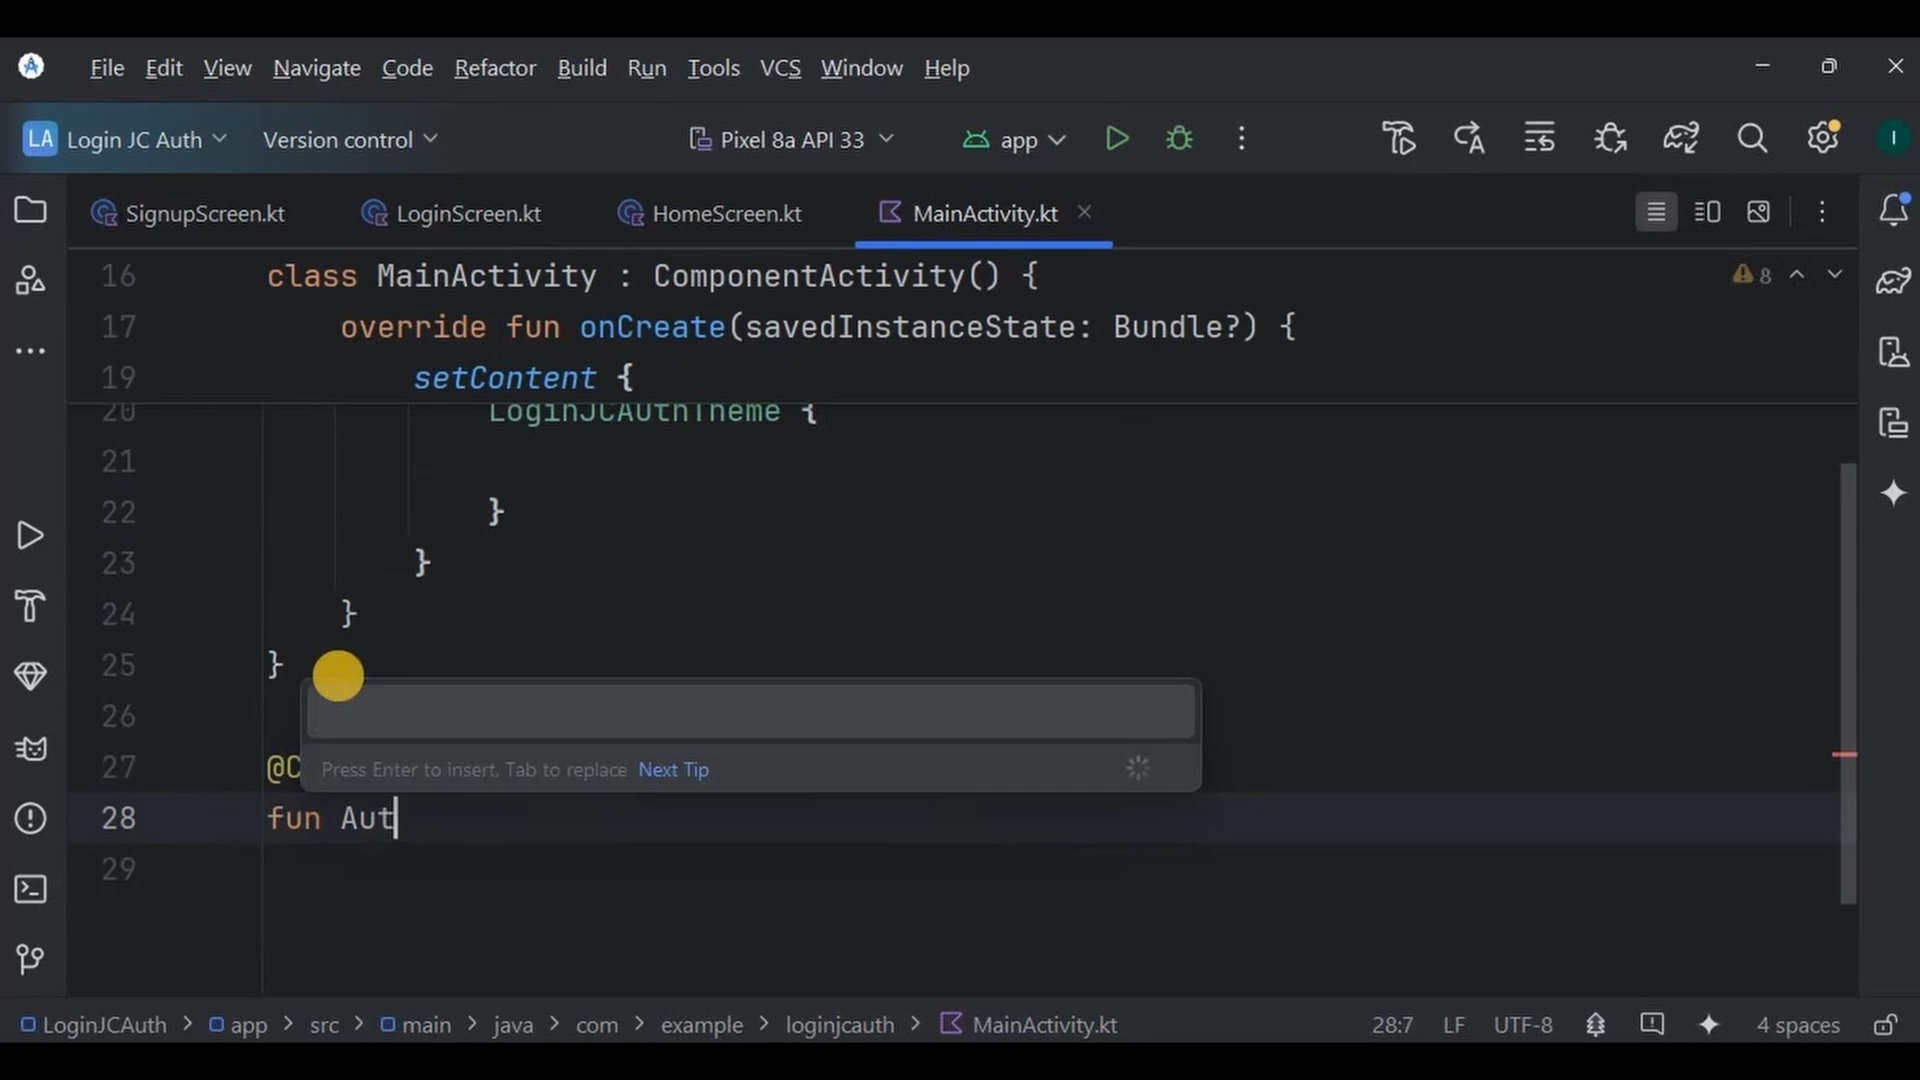 File Edit View Navigate Code Refactor Build Run Tools VCS Window Help
LA Login JC Auth Version control Pixel 8a API 33 app I
SignupScreen.kt LoginScreen.kt HomeScreen.kt MainActivity.kt
16 class MainActivity : ComponentActivity() { 8
17 override fun onCreate(savedInstanceState: Bundle?) {
19 setContent {
20 LoginJCAuthTheme {
21
22 }
23 }
24 }
25 }
26
27 @C
Press Enter to insert, Tab to replace Next Tip
28 fun Aut
29
LoginJCAuth > app > src > main > java > com > example > loginjcauth > MainActivity.kt 28:7 LF UTF-8 4 spaces